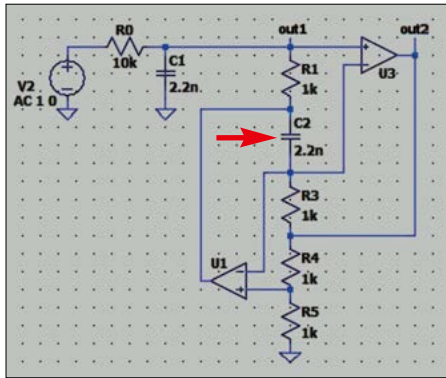 out1
out2
R0
10k
C1
2.2n
R1
1k
U3
V2
AC 1 0
C2
2.2n
R3
1k
U1
R4
1k
R5
1k